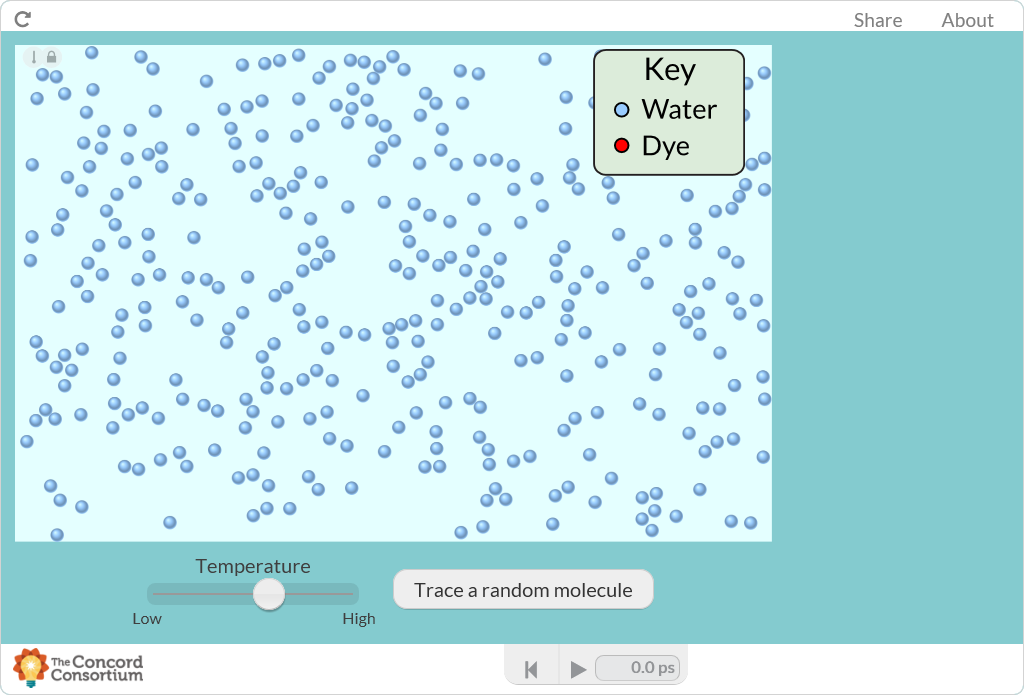 Share About
Key
Water
Dye
Temperature
Low High
Trace a random molecule
The Concord
Consortium
0.0 ps